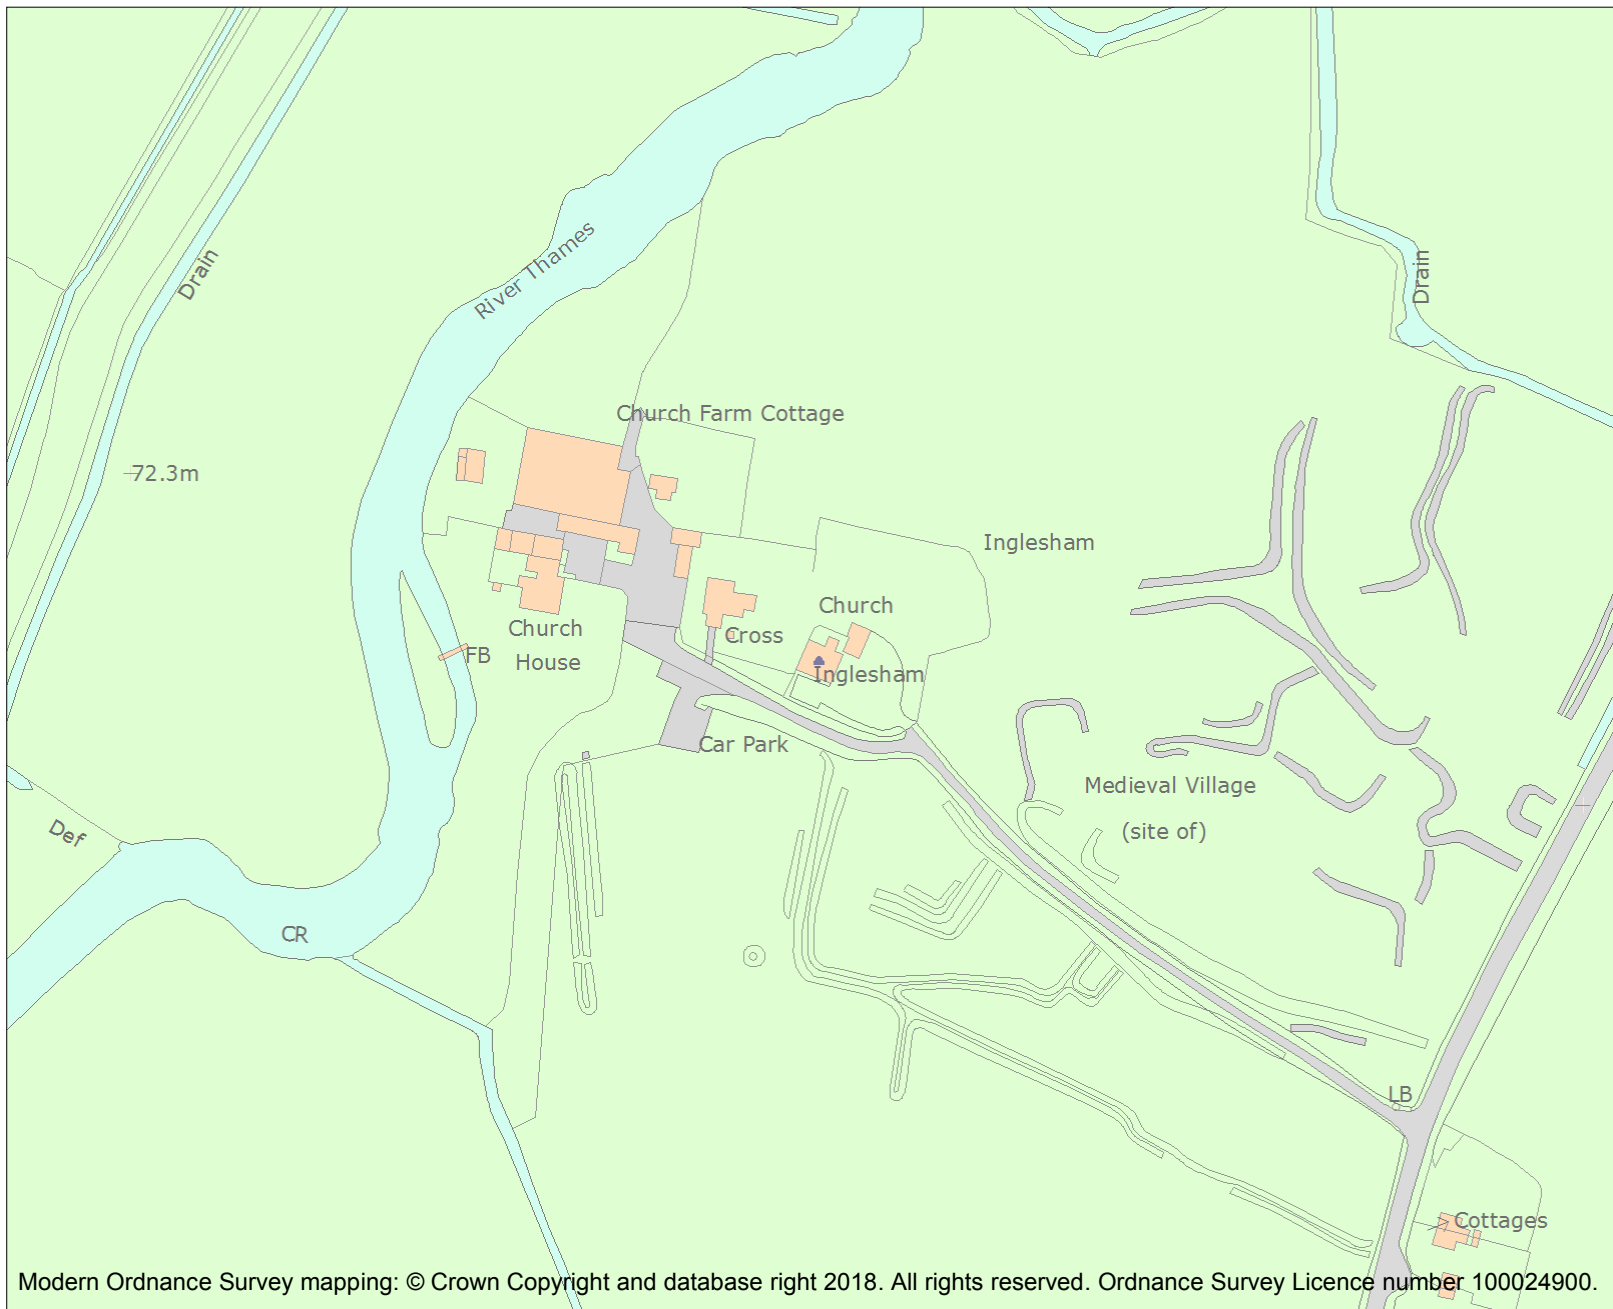 River Thames
Drain
Drain
Church Farm Cottage
72.3m
Inglesham
Church
Church
House
Cross
FB
Inglesham
Car Park
Medieval Village
(site of)
Def
CR
LB
Cottages
Modern Ordnance Survey mapping: © Crown Copyright and database right 2018. All rights reserved. Ordnance Survey Licence number 100024900.